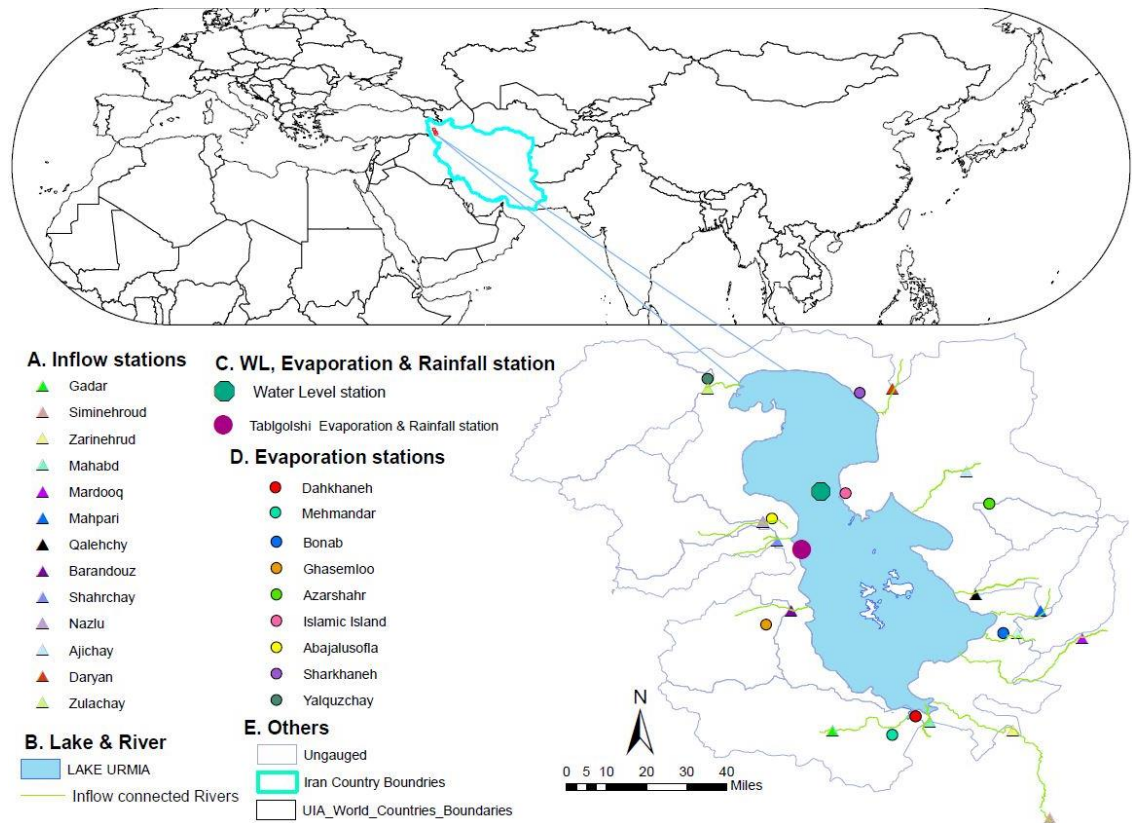 A. Inflow stations
Gadar
Siminehroud
Zarinehrud
Mahabd
Mardooq
Mahpari
Qalehchy
Barandouz
Shahrchay
Nazlu
Ajichay
Daryan
Zulachay
B. Lake & River
LAKE URMIA
Inflow connected Rivers
C. WL, Evaporation & Rainfall station
Water Level station
Tablgolshi Evaporation & Rainfall station
D. Evaporation stations
Dahkhaneh
Mehmandar
Bonab
Ghasemloo
Azarshahr
Islamic Island
Abajalusofla
Sharkhaneh
Yalquzchay
E. Others
Ungauged
Iran Country Boundries
UIA_World_Countries_Boundaries
N
0 5 10 20 30 40
Miles